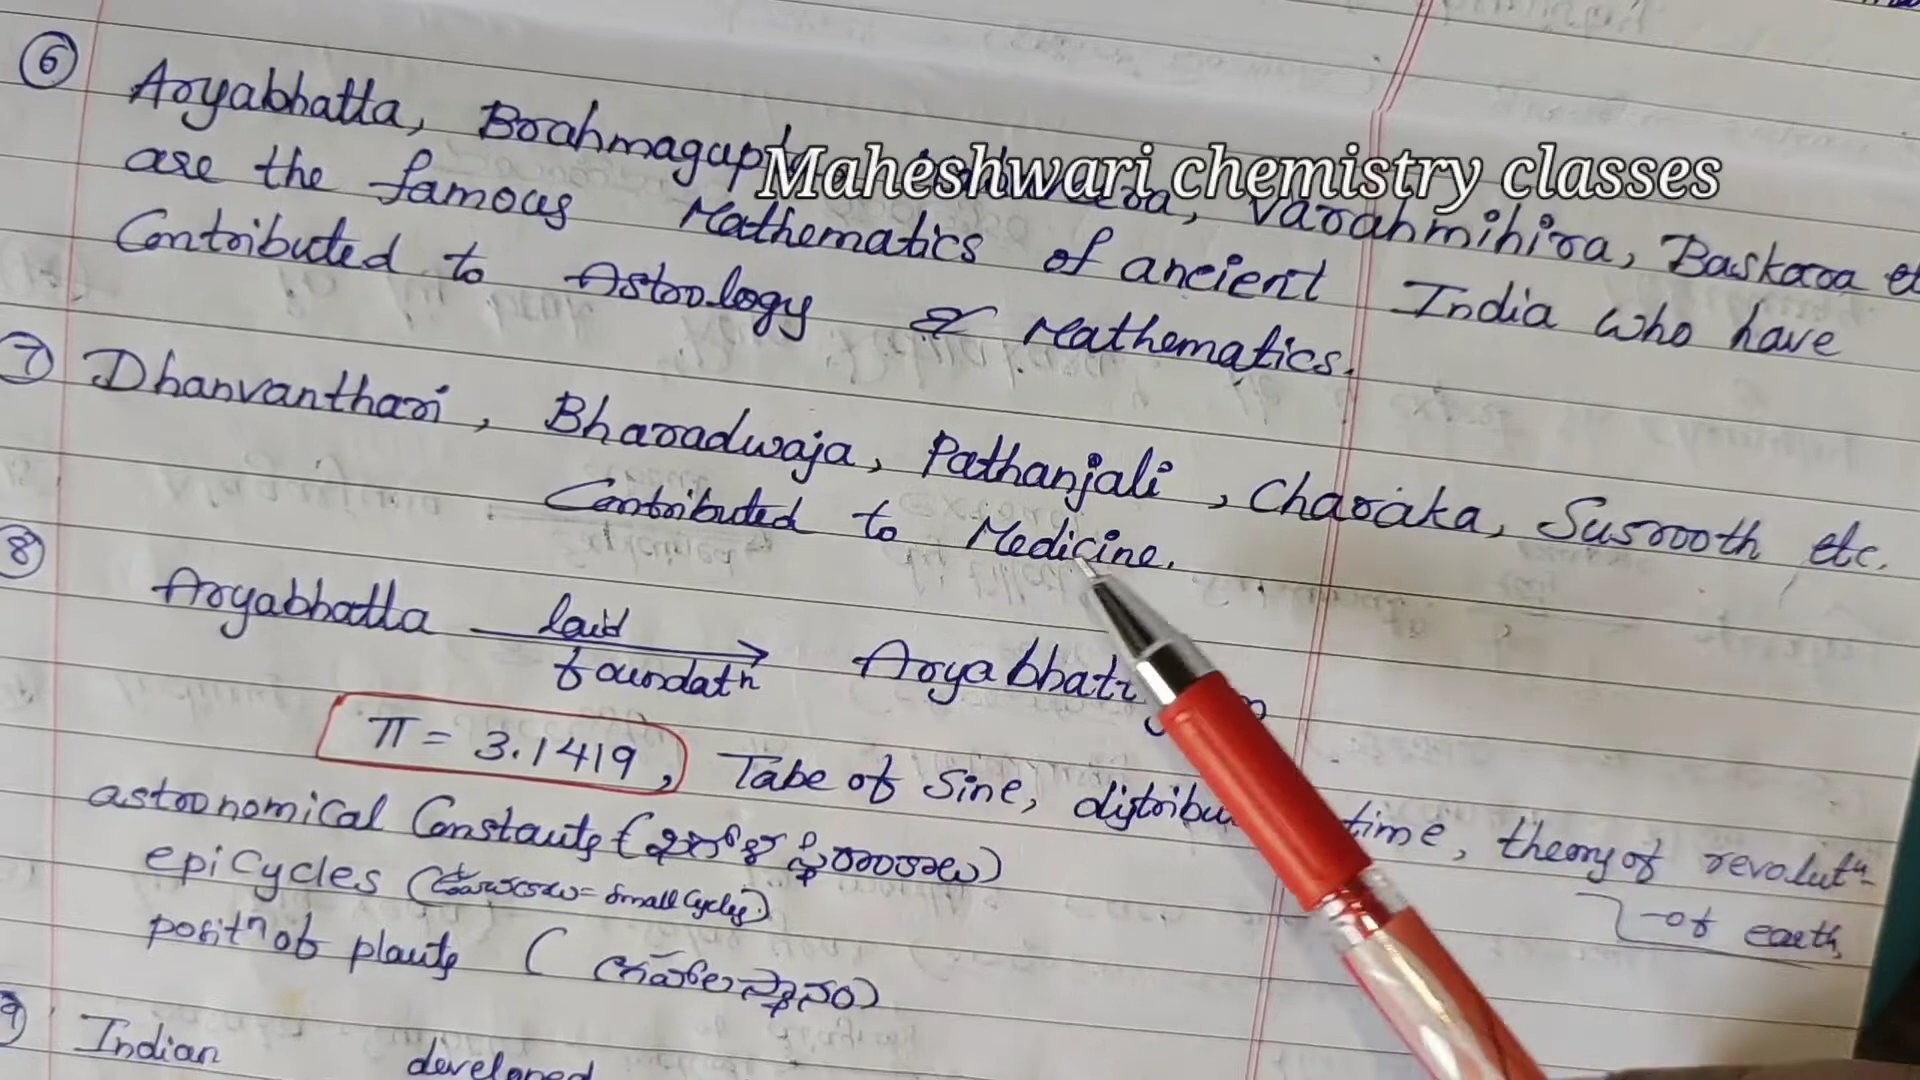 6 Aryabhatta, Brahmagupt Varahmihira, Baskara et
Maheshwari chemistry classes
are the famous Mathematics of ancient India who have
Contributed to Astrology & Mathematics.
7 Dhanvanthari, Bharadwaja, Pathanjali, Charaka, Susrooth etc.
Contributed to Medicine.
8
Aryabhatta laid foundatn → Aryabhati
π = 3.1419, Tabe of Sine, distribu time, theory of revolutn
-of earth,
astronomical Constants (
epicycles ( = Small Cycles)
positn of planits (
9 Indian developed